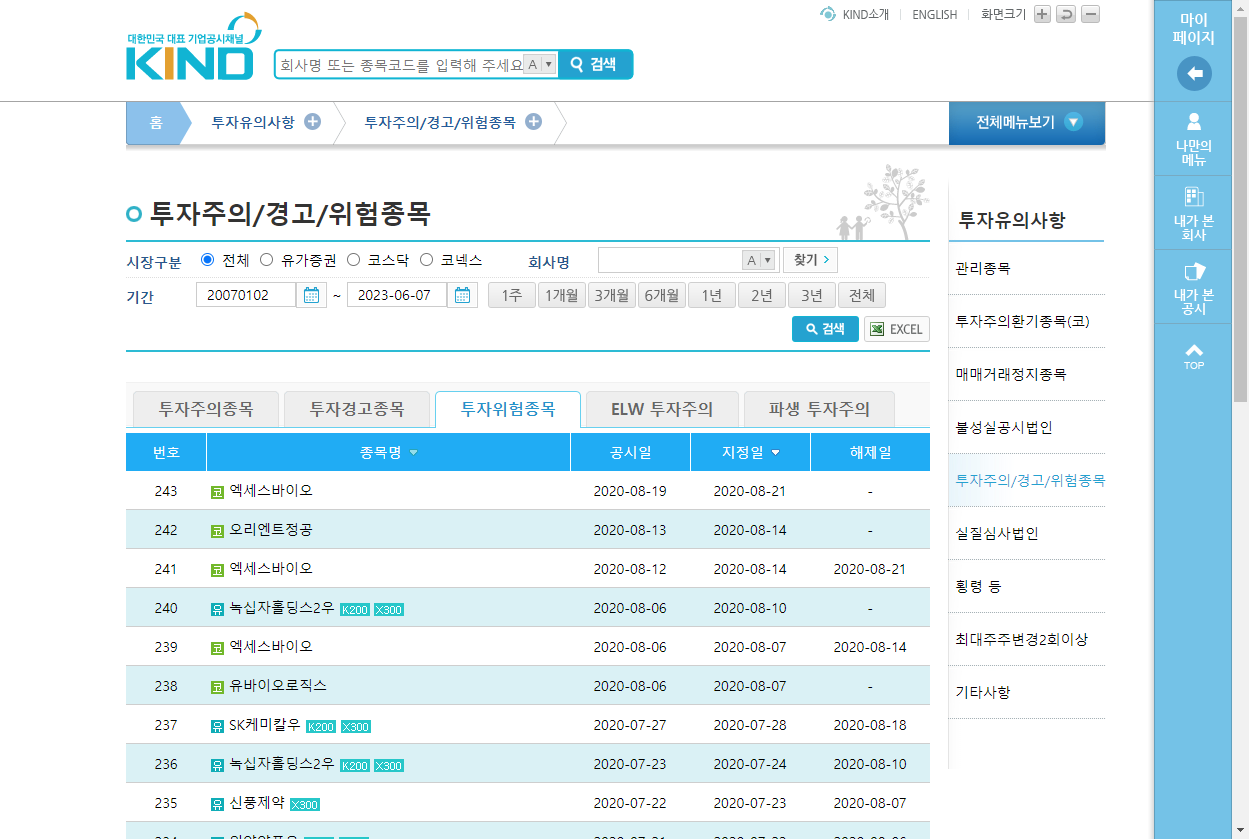 KIND소개 ENGLISH 화면크기
대한민국 대표 기업공시채널
KIND
회사명 또는 종목코드를 입력해 주세요 A 검색
홈 투자유의사항 투자주의/경고/위험종목 전체메뉴보기
투자주의/경고/위험종목
시장구분 전체 유가증권 코스닥 코넥스 회사명 A 찾기
기간 20070102 ~ 2023-06-07 1주 1개월 3개월 6개월 1년 2년 3년 전체
검색 EXCEL
투자주의종목 투자경고종목 투자위험종목 ELW 투자주의 파생 투자주의
번호 종목명 공시일 지정일 해제일
243 코 엑세스바이오 2020-08-19 2020-08-21 -
242 코 오리엔트정공 2020-08-13 2020-08-14 -
241 코 엑세스바이오 2020-08-12 2020-08-14 2020-08-21
240 유 녹십자홀딩스2우 K200 X300 2020-08-06 2020-08-10 -
239 코 엑세스바이오 2020-08-06 2020-08-07 2020-08-14
238 코 유바이오로직스 2020-08-06 2020-08-07 -
237 유 SK케미칼우 K200 X300 2020-07-27 2020-07-28 2020-08-18
236 유 녹십자홀딩스2우 K200 X300 2020-07-23 2020-07-24 2020-08-10
235 유 신풍제약 X300 2020-07-22 2020-07-23 2020-08-07
투자유의사항
관리종목
투자주의환기종목(코)
매매거래정지종목
불성실공시법인
투자주의/경고/위험종목
실질심사법인
횡령 등
최대주주변경2회이상
기타사항
마이
페이지
나만의
메뉴
내가 본
회사
내가 본
공시
TOP